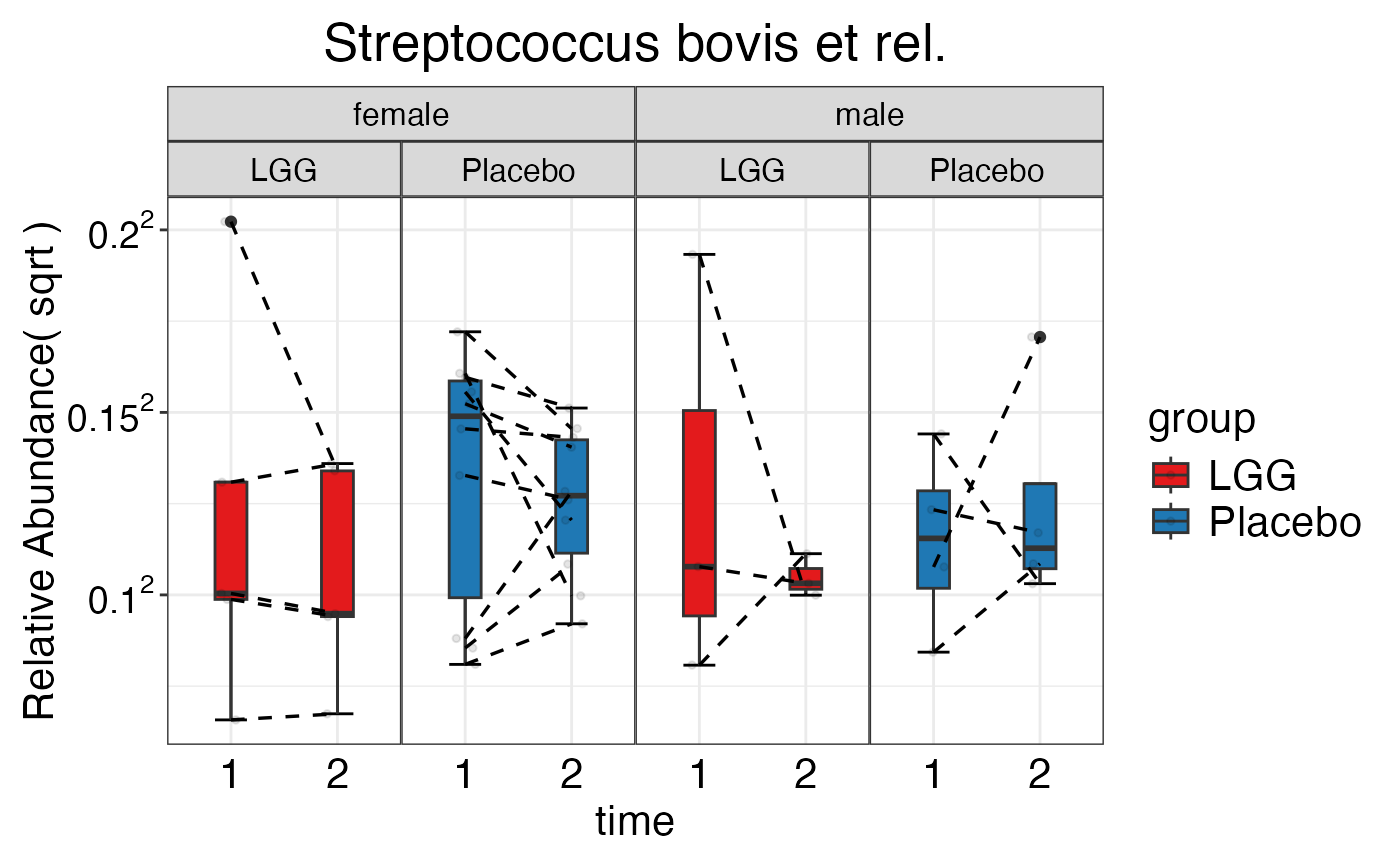 Streptococcus bovis et rel.
female male
LGG Placebo LGG Placebo
Relative Abundance( sqrt )
0.2²
0.15²
0.1²
1 2 1 2 1 2 1 2
time
group
LGG
Placebo